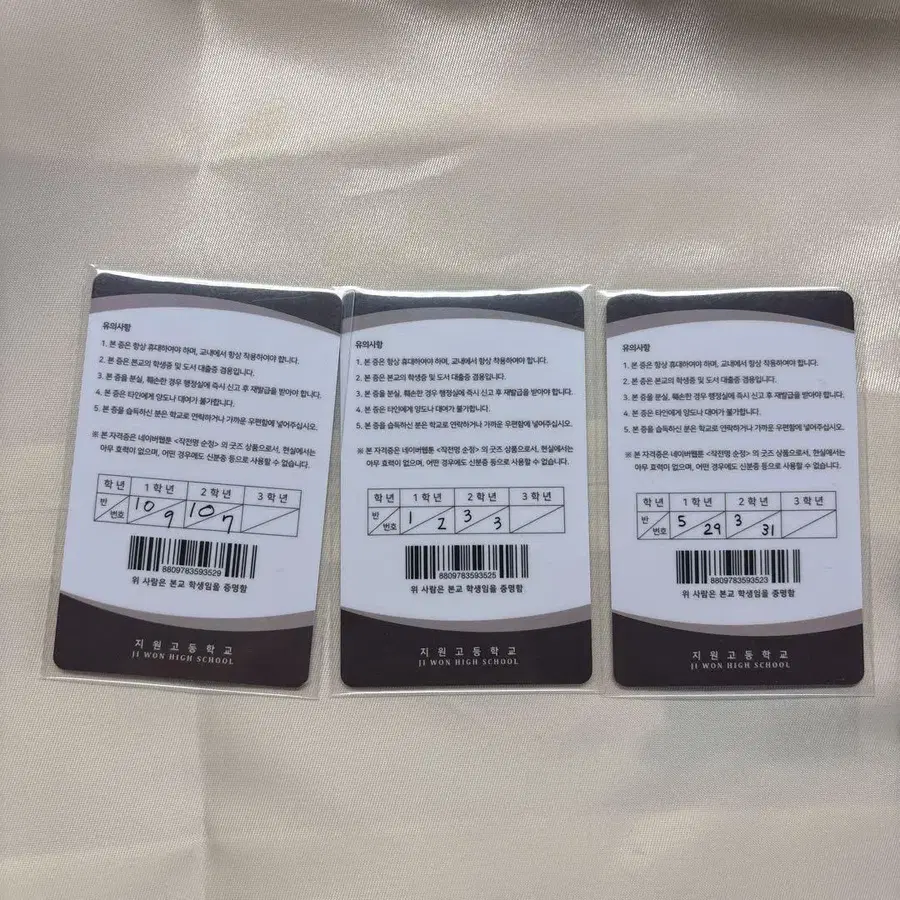 유의사항
1. 본 증은 항상 휴대하여야 하며, 교내에서 항상 착용하여야 합니다.
2. 본 증은 본교의 학생증 및 도서 대출증 겸용입니다.
3. 본 증을 분실, 훼손한 경우 행정실에 즉시 신고 후 재발급을 받아야 합니다.
4. 본 증은 타인에게 양도나 대여가 불가합니다.
5. 본 증을 습득하신 분은 학교로 연락하거나 가까운 우편함에 넣어주십시오.
※ 본 자격증은 네이버웹툰 <작전명 순정> 의 굿즈 상품으로서, 현실에서는
아무 효력이 없으며, 어떤 경우에도 신분증 등으로 사용할 수 없습니다.
학 년 1 학 년 2 학 년 3 학 년
반 번호 10 9 10 7
8809783593529
위 사람은 본교 학생임을 증명함
지 원 고 등 학 교
JI WON HIGH SCHOOL
유의사항
1. 본 증은 항상 휴대하여야 하며, 교내에서 항상 착용하여야 합니다.
2. 본 증은 본교의 학생증 및 도서 대출증 겸용입니다.
3. 본 증을 분실, 훼손한 경우 행정실에 즉시 신고 후 재발급을 받아야 합니다.
4. 본 증은 타인에게 양도나 대여가 불가합니다.
5. 본 증을 습득하신 분은 학교로 연락하거나 가까운 우편함에 넣어주십시오.
※ 본 자격증은 네이버웹툰 <작전명 순정> 의 굿즈 상품으로서, 현실에서는
아무 효력이 없으며, 어떤 경우에도 신분증 등으로 사용할 수 없습니다.
학 년 1 학 년 2 학 년 3 학 년
반 번호 1 2 3 3
8809783593525
위 사람은 본교 학생임을 증명함
지 원 고 등 학 교
JI WON HIGH SCHOOL
유의사항
1. 본 증은 항상 휴대하여야 하며, 교내에서 항상 착용하여야 합니다.
2. 본 증은 본교의 학생증 및 도서 대출증 겸용입니다.
3. 본 증을 분실, 훼손한 경우 행정실에 즉시 신고 후 재발급을 받아야 합니다.
4. 본 증은 타인에게 양도나 대여가 불가합니다.
5. 본 증을 습득하신 분은 학교로 연락하거나 가까운 우편함에 넣어주십시오.
※ 본 자격증은 네이버웹툰 <작전명 순정> 의 굿즈 상품으로서, 현실에서는
아무 효력이 없으며, 어떤 경우에도 신분증 등으로 사용할 수 없습니다.
학 년 1 학 년 2 학 년 3 학 년
반 번호 5 29 3 31
8809783593523
위 사람은 본교 학생임을 증명함
지 원 고 등 학 교
JI WON HIGH SCHOOL